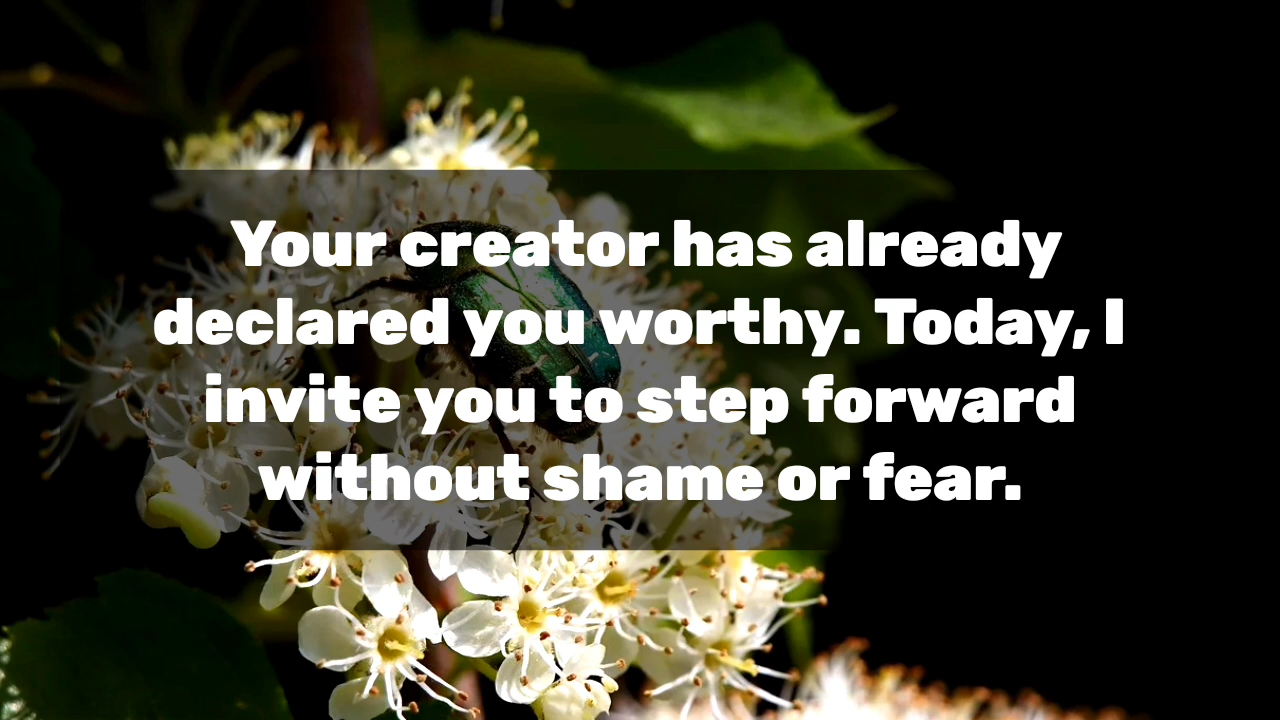 Your creator has already
declared you worthy. Today, I
invite you to step forward
without shame or fear.